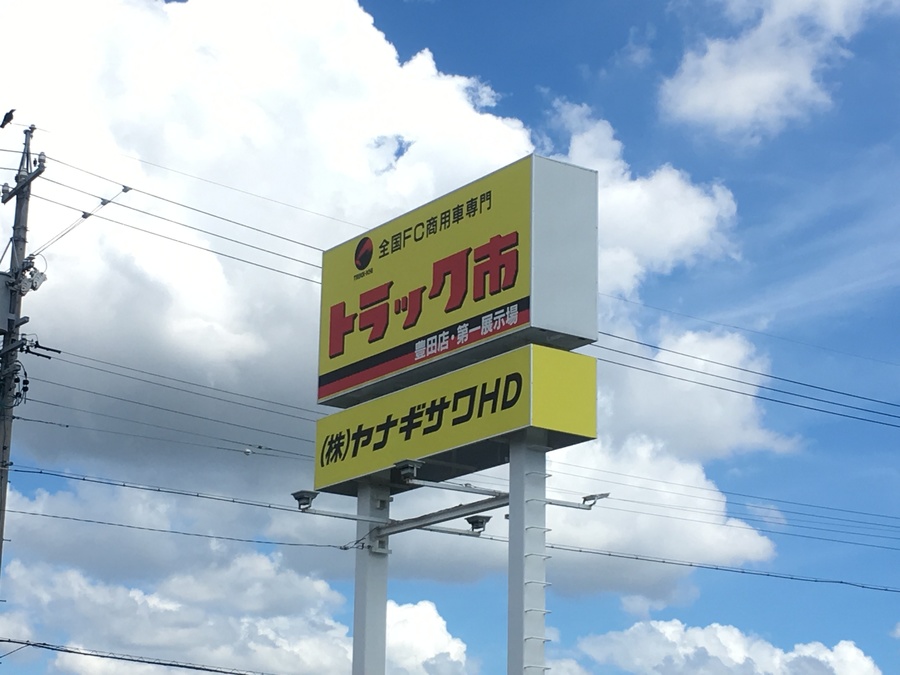 全国FC商用車専門
トラック市
豊田店・第一展示場
(株)ヤナギサワHD